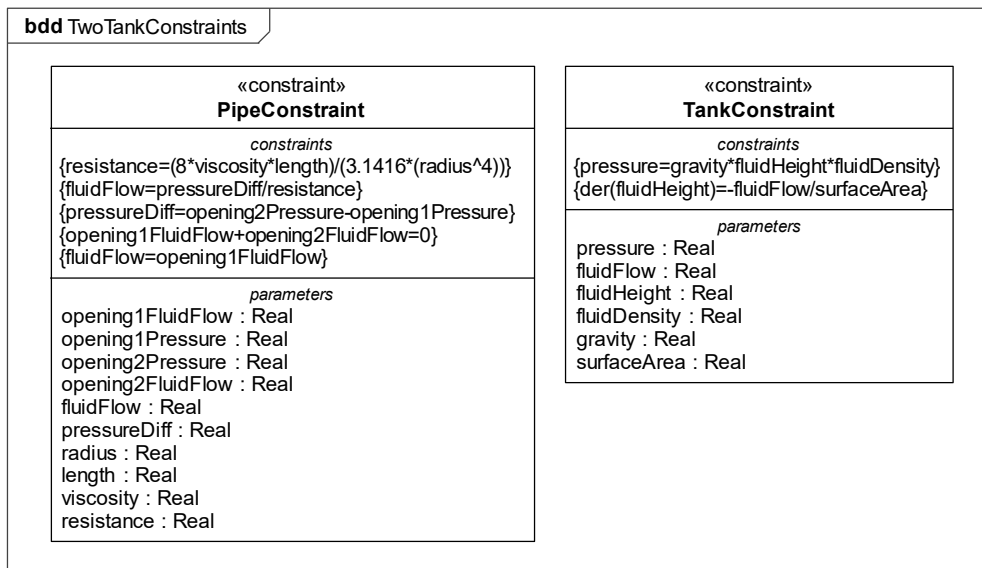 bdd TwoTankConstraints
«constraint»
PipeConstraint
constraints
{resistance=(8*viscosity*length)/(3.1416*(radius^4))}
{fluidFlow=pressureDiff/resistance}
{pressureDiff=opening2Pressure-opening1Pressure}
{opening1FluidFlow+opening2FluidFlow=0}
{fluidFlow=opening1FluidFlow}
parameters
opening1FluidFlow : Real
opening1Pressure : Real
opening2Pressure : Real
opening2FluidFlow : Real
fluidFlow : Real
pressureDiff : Real
radius : Real
length : Real
viscosity : Real
resistance : Real
«constraint»
TankConstraint
constraints
{pressure=gravity*fluidHeight*fluidDensity}
{der(fluidHeight)=-fluidFlow/surfaceArea}
parameters
pressure : Real
fluidFlow : Real
fluidHeight : Real
fluidDensity : Real
gravity : Real
surfaceArea : Real